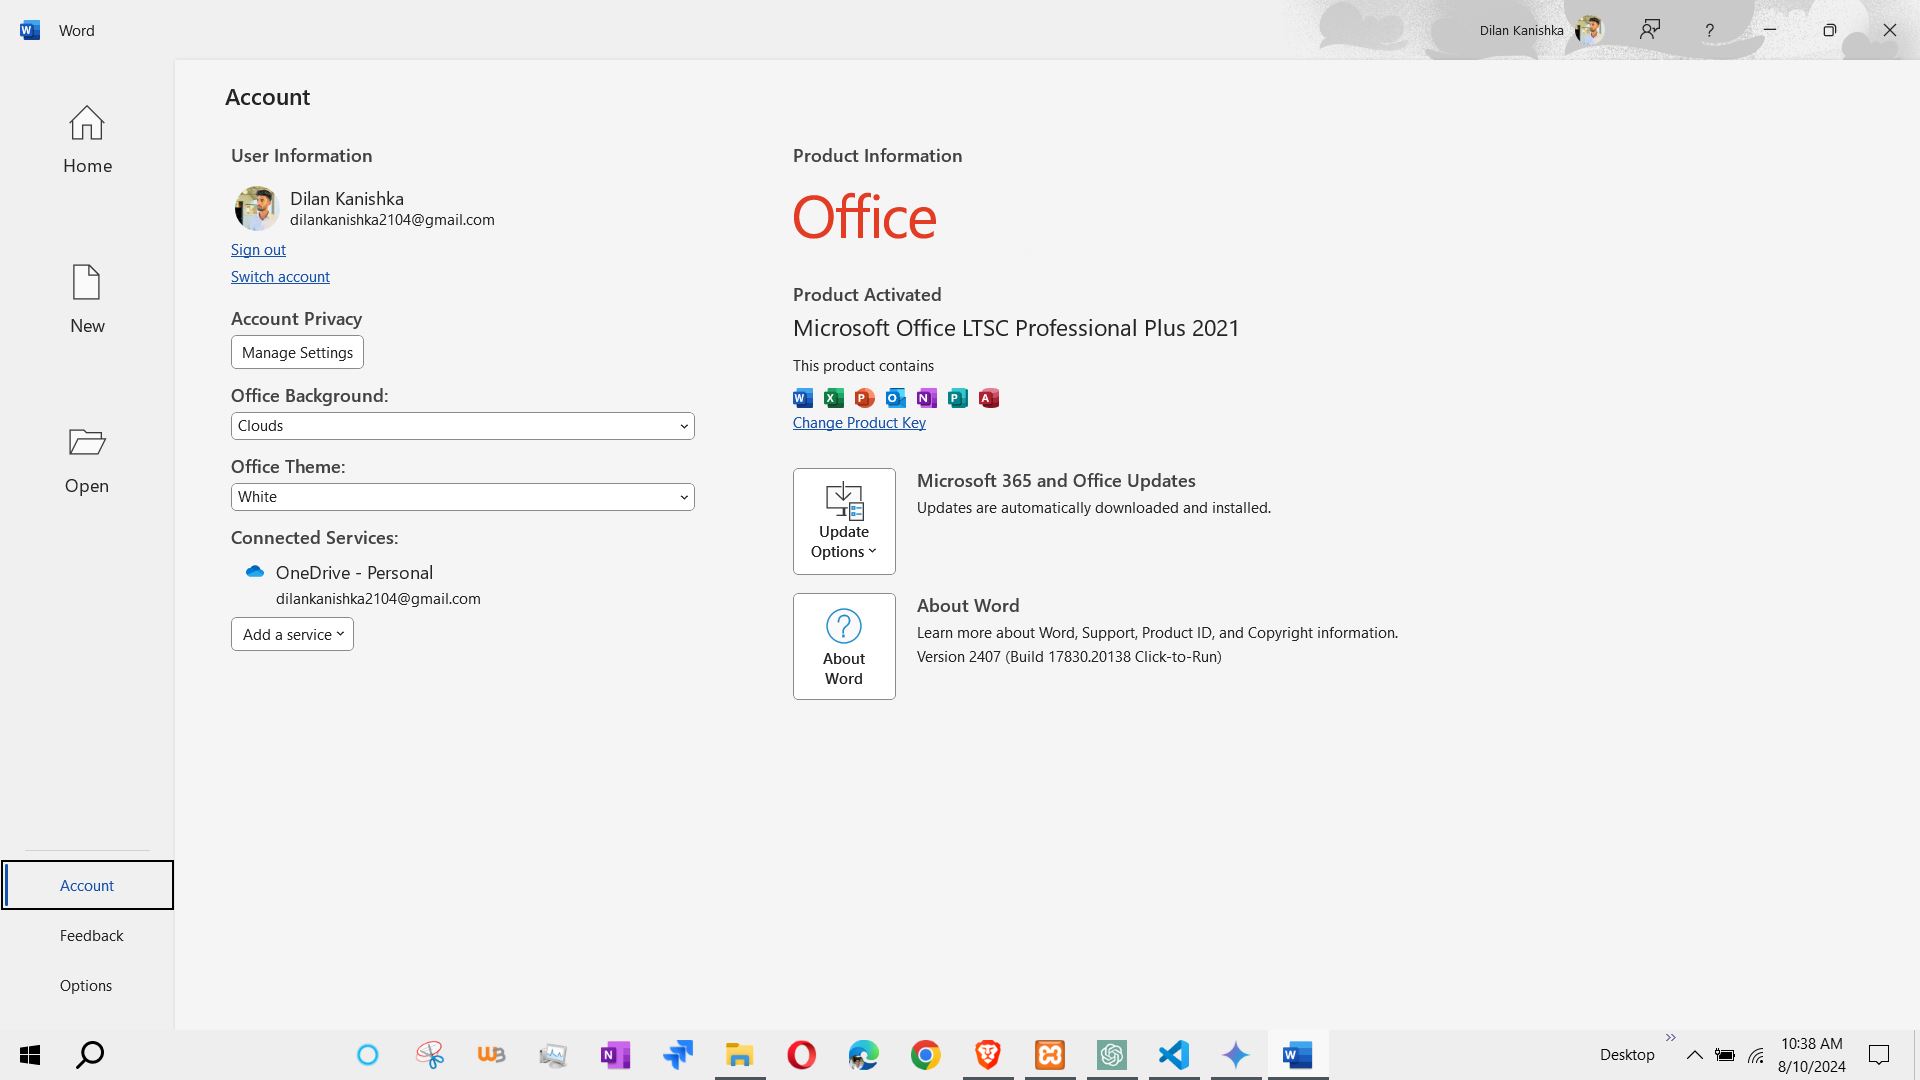 Word
Dilan Kanishka
?
Home
New
Open
Account
Feedback
Options
Account
User Information
Dilan Kanishka
dilankanishka2104@gmail.com
Sign out
Switch account
Account Privacy
Manage Settings
Office Background:
Clouds
Office Theme:
White
Connected Services:
OneDrive - Personal
dilankanishka2104@gmail.com
Add a service
Product Information
Office
Product Activated
Microsoft Office LTSC Professional Plus 2021
This product contains
W X P O N P A
Change Product Key
Update
Options
Microsoft 365 and Office Updates
Updates are automatically downloaded and installed.
?
About
Word
About Word
Learn more about Word, Support, Product ID, and Copyright information.
Version 2407 (Build 17830.20138 Click-to-Run)
N
W
Desktop
10:38 AM
8/10/2024